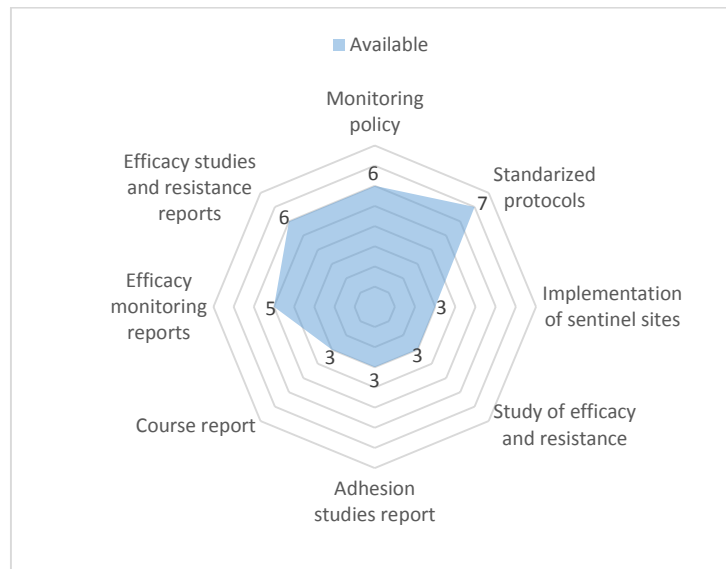 Available
Monitoring
policy
Efficacy studies
and resistance
reports
6
Standarized
protocols
6
7
Efficacy
monitoring
reports
5
3
Implementation
of sentinel sites
3
3
3
Course report
Study of efficacy
and resistance
Adhesion
studies report